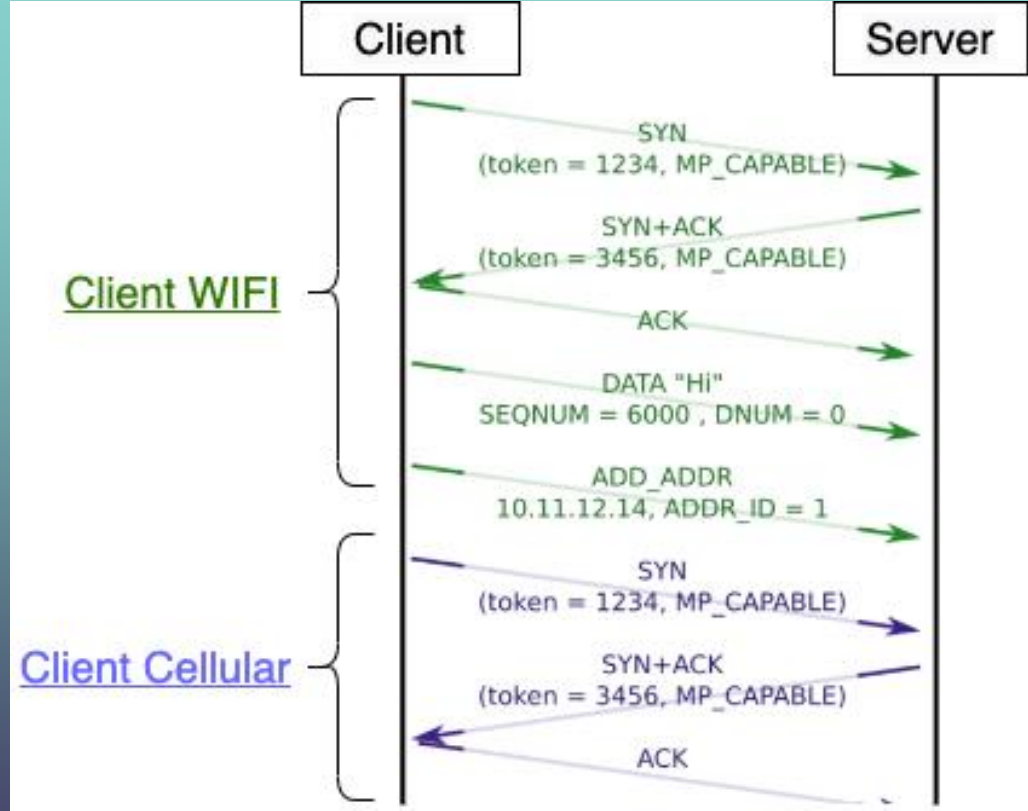 Client
Server
SYN
(token = 1234, MP_CAPABLE)
SYN+ACK
(token = 3456, MP_CAPABLE)
Client WIFI
ACK
DATA "Hi"
SEQNUM = 6000 , DNUM = 0
ADD_ADDR
10.11.12.14, ADDR_ID = 1
SYN
(token = 1234, MP_CAPABLE)
Client Cellular
SYN+ACK
(token = 3456, MP_CAPABLE)
ACK